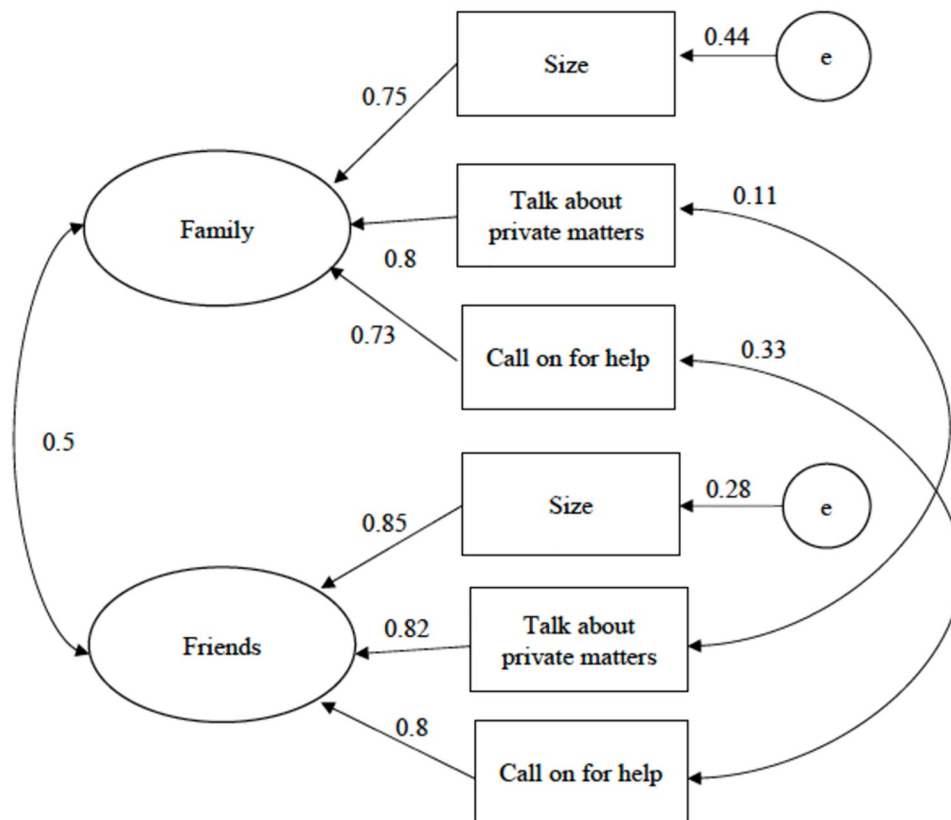 0.44
Size
e
0.75
Talk about
private matters
0.11
Family
0.8
0.73
Call on for help
0.33
0.5
Size
0.28
e
0.85
Talk about
private matters
0.82
Friends
0.8
Call on for help